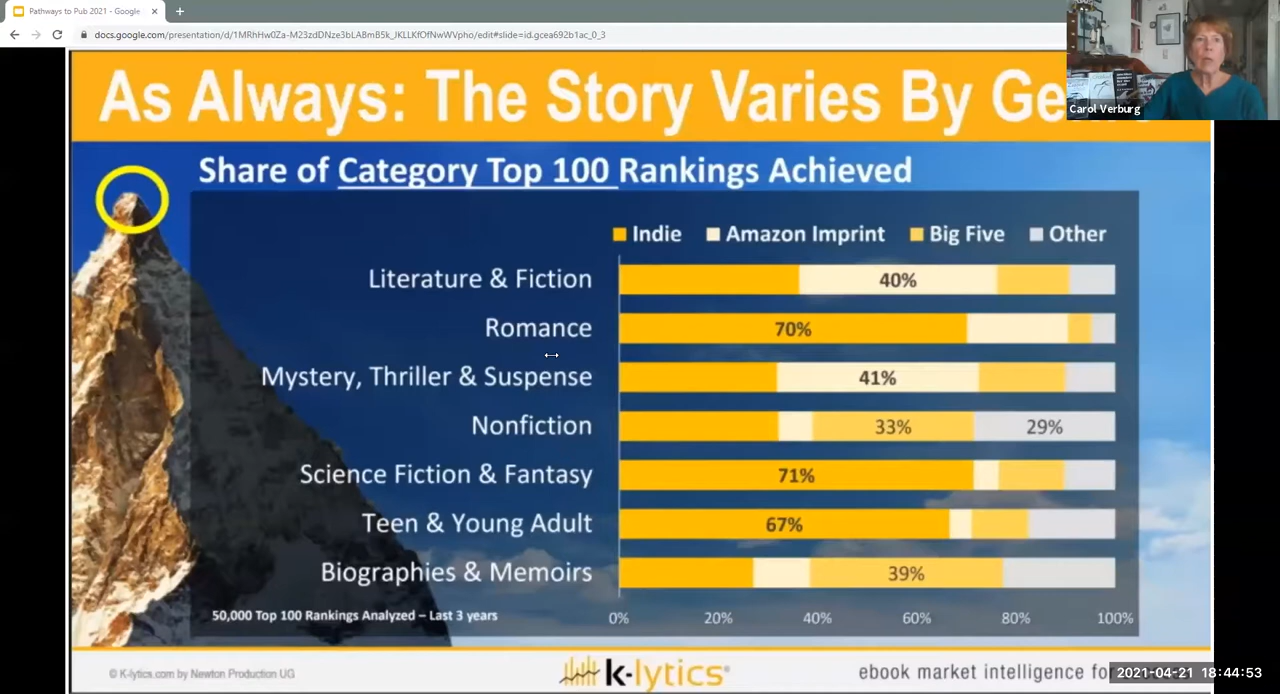 Pathways to Pub 2021 - Google
docs.google.com/presentation/d/1MRhHw0Za-M23zdDNze3bLABmB5k_JKLLKfOfNwWVpho/edit#slide=id.gcea692b1ac_0_3
Carol Verburg
As Always: The Story Varies By Ge
Share of Category Top 100 Rankings Achieved
Indie Amazon Imprint Big Five Other
Literature & Fiction 40%
Romance 70%
Mystery, Thriller & Suspense 41%
Nonfiction 33% 29%
Science Fiction & Fantasy 71%
Teen & Young Adult 67%
Biographies & Memoirs 39%
50,000 Top 100 Rankings Analyzed – Last 3 years
0% 20% 40% 60% 80% 100%
© K-lytics.com by Newton Production UG
k-lytics®
ebook market intelligence for
2021-04-21 18:44:53